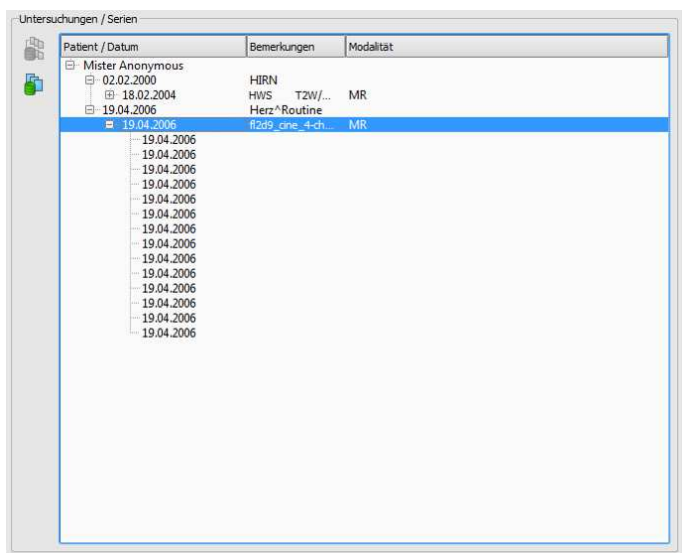 Untersuchungen / Serien
Patient / Datum Bemerkungen Modalität
Mister Anonymous
02.02.2000 HIRN
18.02.2004 HWS T2W/... MR
19.04.2006 Herz^Routine
19.04.2006 fl2d9_cine_4-ch... MR
19.04.2006
19.04.2006
19.04.2006
19.04.2006
19.04.2006
19.04.2006
19.04.2006
19.04.2006
19.04.2006
19.04.2006
19.04.2006
19.04.2006
19.04.2006
19.04.2006